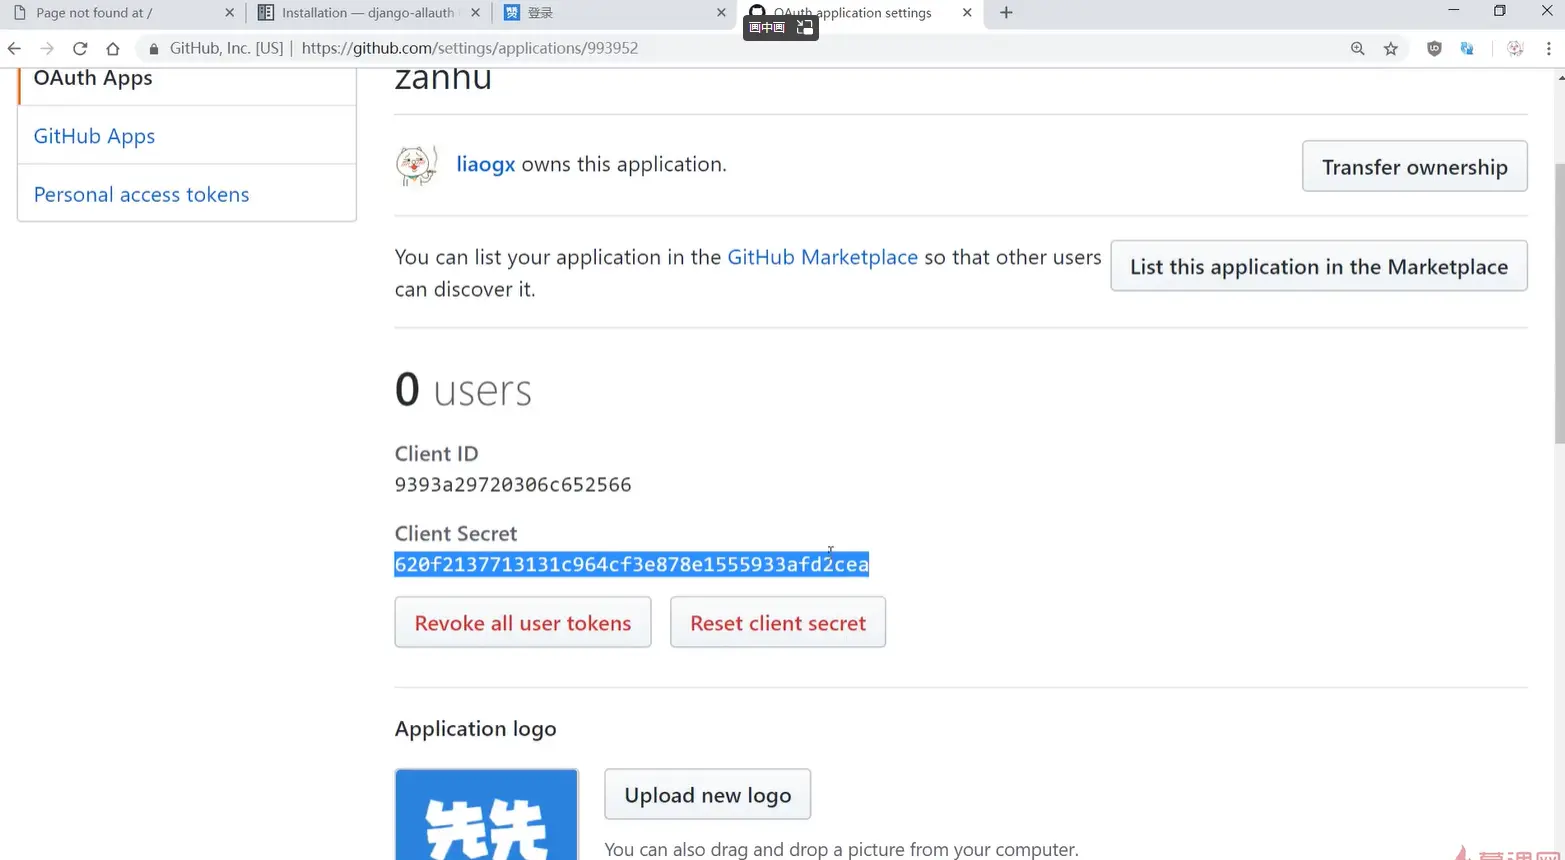 Page not found at /
Installation — django-allauth
登录
OAuth application settings
画中画
GitHub, Inc. [US] | https://github.com/settings/applications/993952
OAuth Apps
GitHub Apps
Personal access tokens
zanhu
liaogx owns this application.
Transfer ownership
You can list your application in the GitHub Marketplace so that other users
can discover it.
List this application in the Marketplace
0 users
Client ID
9393a29720306c652566
Client Secret
620f2137713131c964cf3e878e1555933afd2cea
Revoke all user tokens
Reset client secret
Application logo
Upload new logo
You can also drag and drop a picture from your computer.